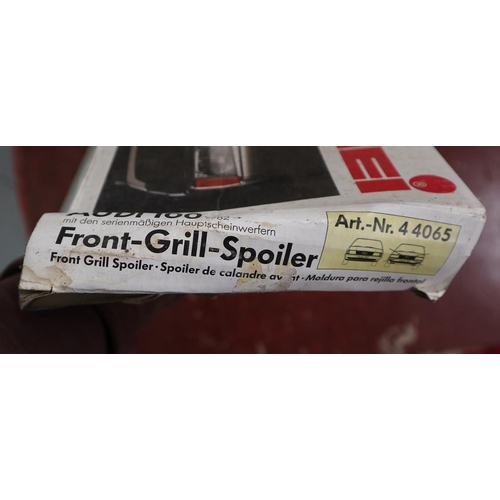 EI®
mit den serienmäßigen Hauptscheinwerfern
Front-Grill-Spoiler
Art.-Nr. 4 4065
Front Grill Spoiler · Spoiler de calandre · Moldura para rejilla frontal